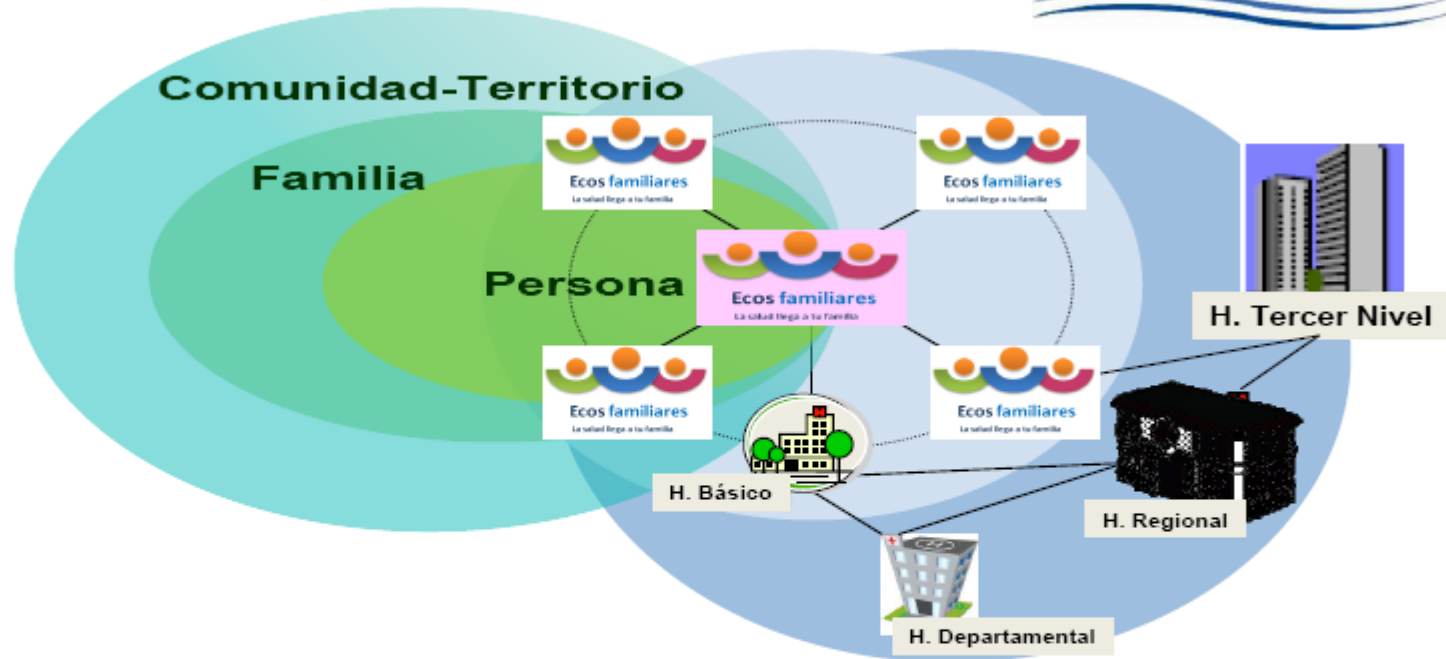 Comunidad-Territorio
Familia
Persona
Ecos familiares
La salud llega a tu familia
Ecos familiares
La salud llega a tu familia
Ecos familiares
La salud llega a tu familia
Ecos familiares
La salud llega a tu familia
Ecos familiares
La salud llega a tu familia
H. Tercer Nivel
H. Básico
H. Regional
H. Departamental